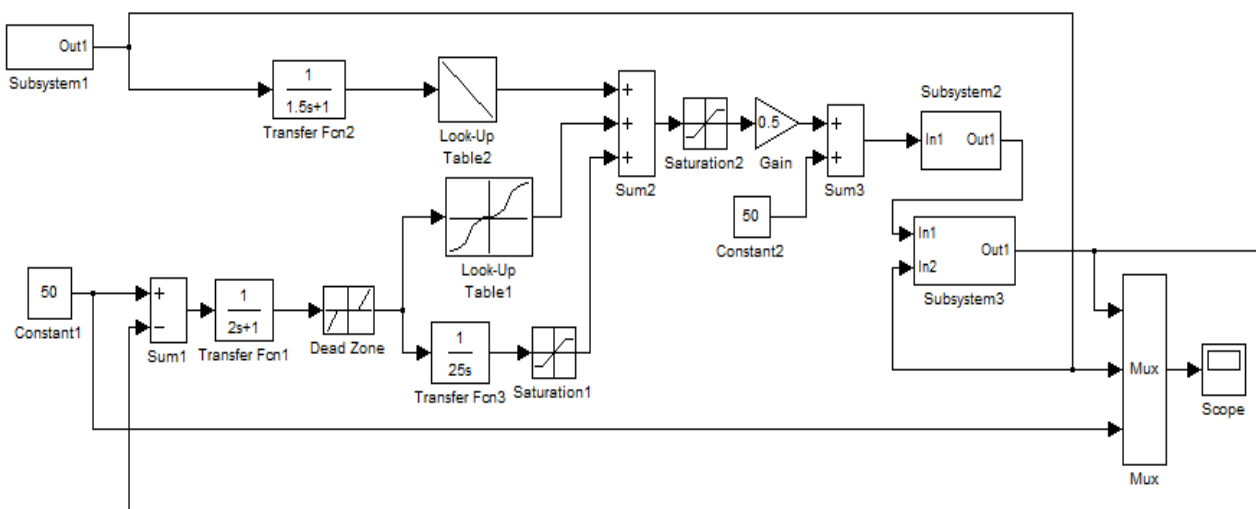 Out1
Subsystem1
1
1.5s+1
Transfer Fcn2
Look-Up
Table2
+
+
+
Sum2
Saturation2
0.5
Gain
+
+
Sum3
50
Constant2
Subsystem2
In1
Out1
In1
In2
Out1
Subsystem3
Look-Up
Table1
50
Constant1
+
−
Sum1
1
2s+1
Transfer Fcn1
Dead Zone
1
25s
Transfer Fcn3
Saturation1
Mux
Mux
Scope